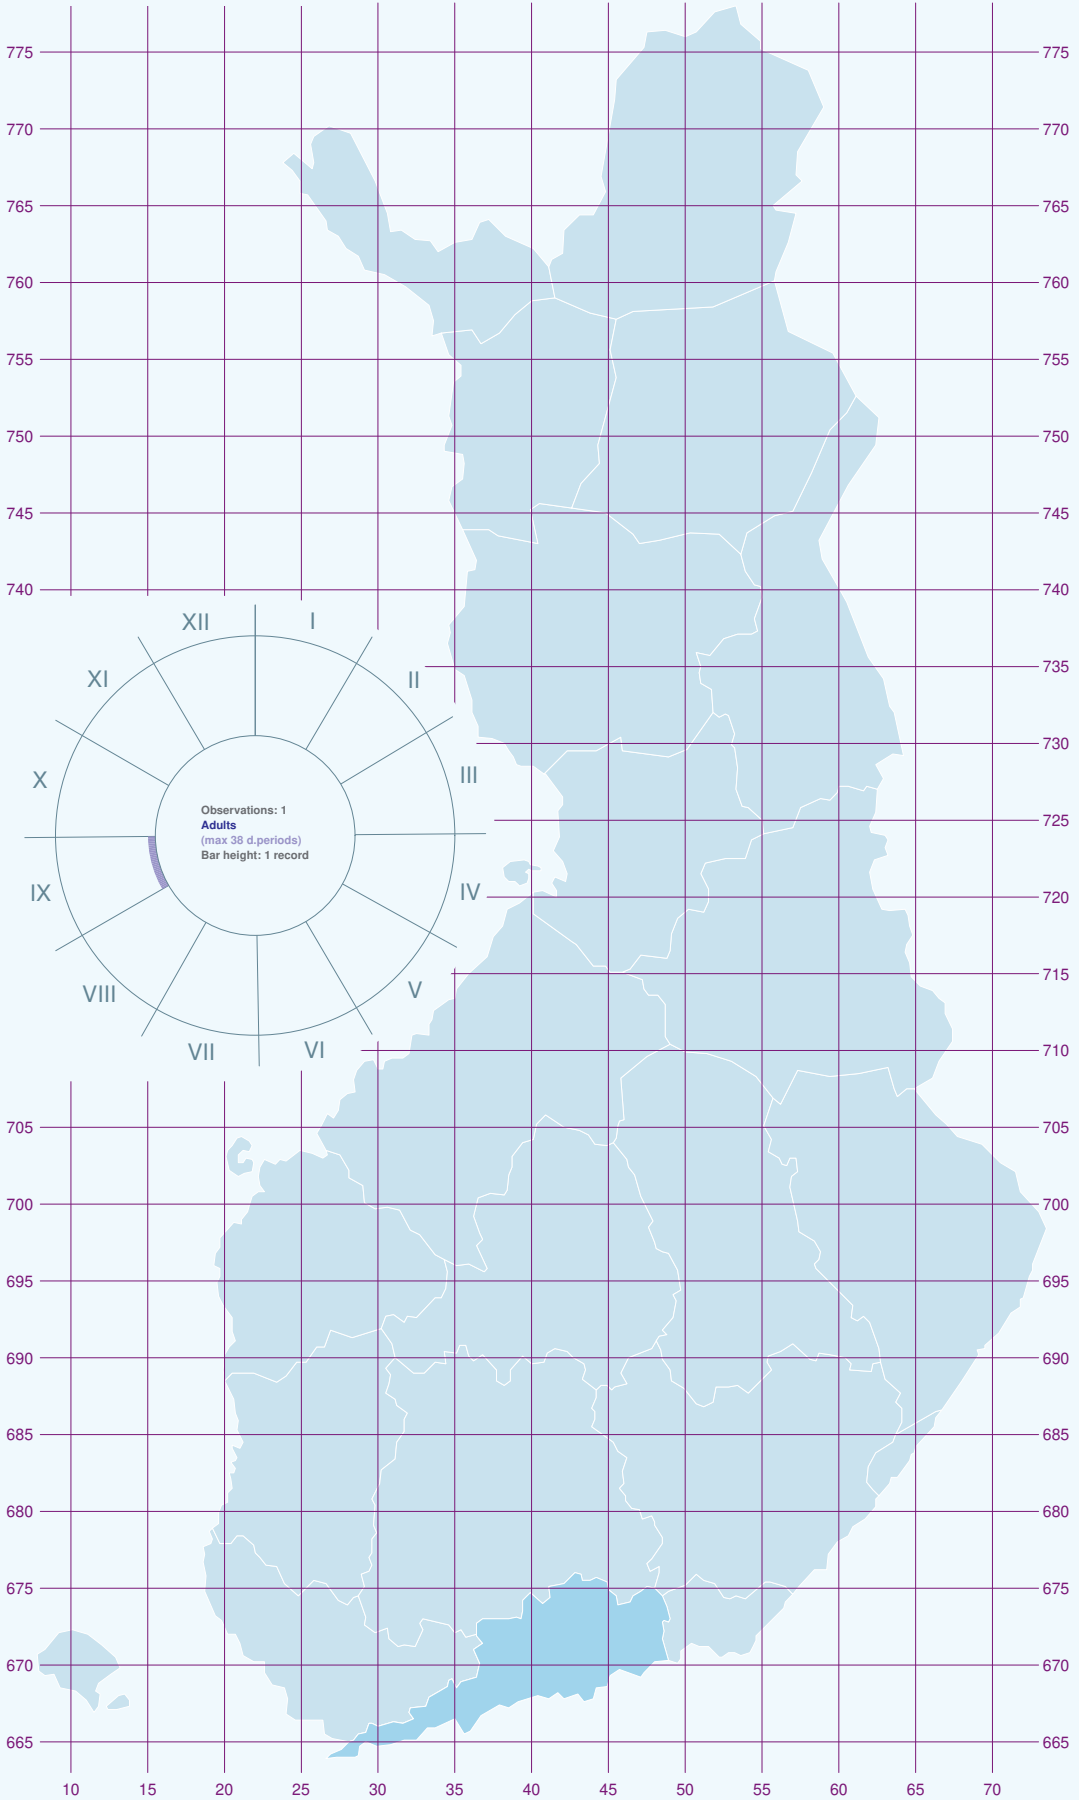 775 775
770 770
765 765
760 760
755 755
750 750
745 745
740 740
XII I
XI II
735
730
X III
725
Observations: 1
Adults
(max 38 d.periods)
Bar height: 1 record
IX IV
720
VIII V
715
VII VI
710
705 705
700 700
695 695
690 690
685 685
680 680
675 675
670 670
665 665
10 15 20 25 30 35 40 45 50 55 60 65 70